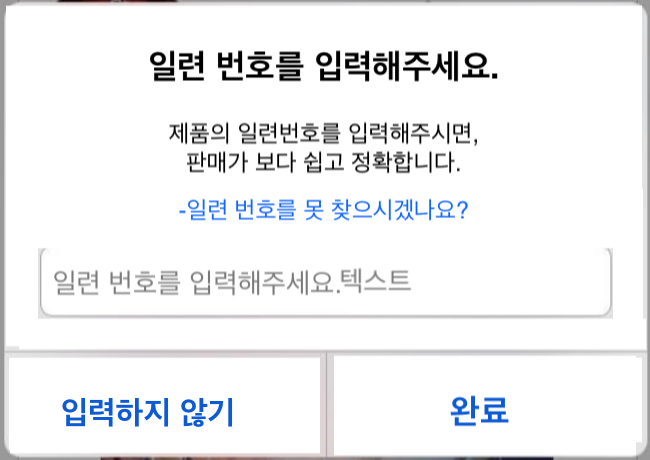 일련 번호를 입력해주세요.
제품의 일련번호를 입력해주시면,
판매가 보다 쉽고 정확합니다.
-일련 번호를 못 찾으시겠나요?
일련 번호를 입력해주세요.텍스트
입력하지 않기
완료